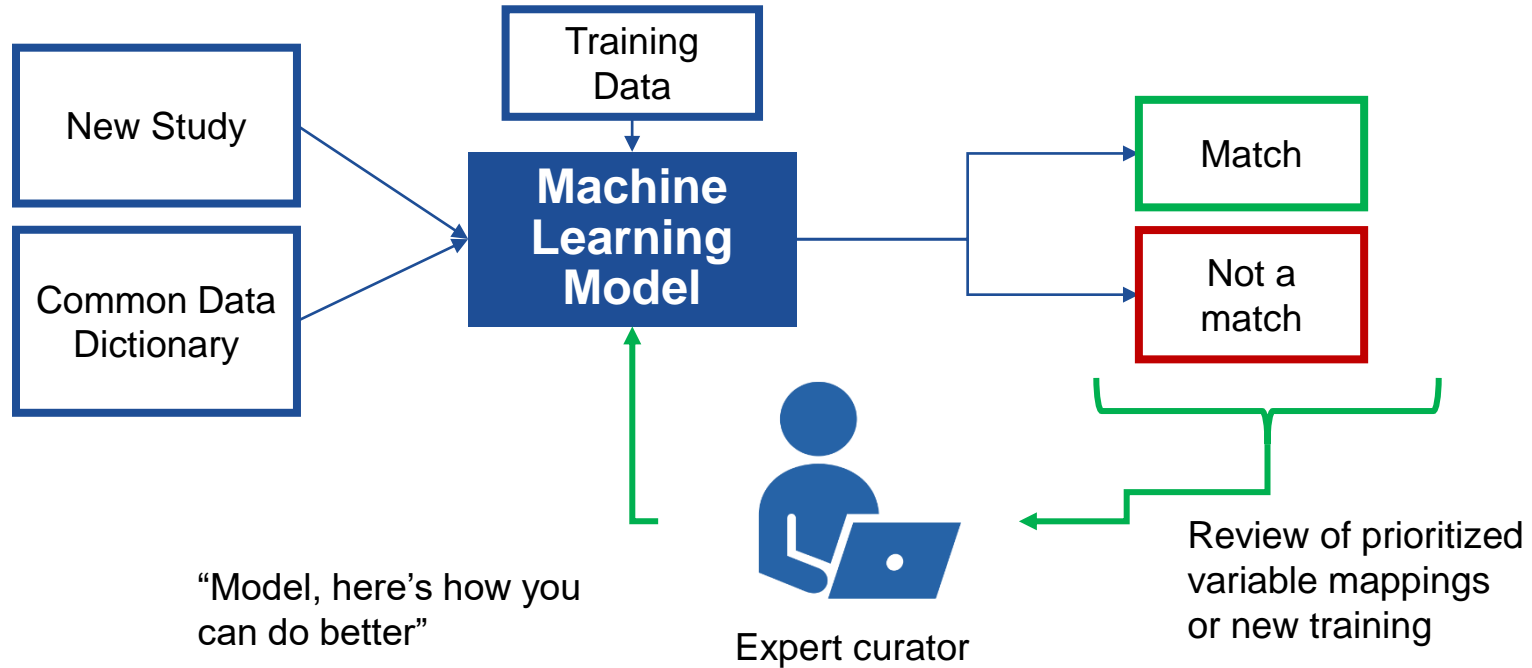 New Study
Common Data
Dictionary
Training
Data
Machine
Learning
Model
Match
Not a
match
“Model, here’s how you
can do better”
Expert curator
Review of prioritized
variable mappings
or new training